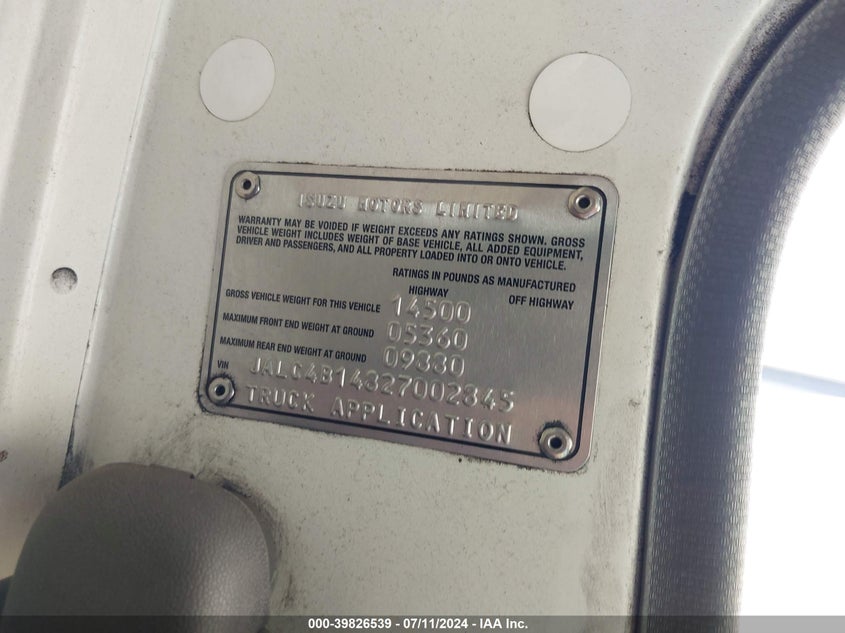 ISUZU MOTORS LIMITED
WARRANTY MAY BE VOIDED IF WEIGHT EXCEEDS ANY RATINGS SHOWN. GROSS
VEHICLE WEIGHT INCLUDES WEIGHT OF BASE VEHICLE, ALL ADDED EQUIPMENT,
DRIVER AND PASSENGERS, AND ALL PROPERTY LOADED INTO OR ONTO VEHICLE.
RATINGS IN POUNDS AS MANUFACTURED
HIGHWAY OFF HIGHWAY
GROSS VEHICLE WEIGHT FOR THIS VEHICLE 14500
MAXIMUM FRONT END WEIGHT AT GROUND 05360
MAXIMUM REAR END WEIGHT AT GROUND 09880
VIN JALC4B14827002845
TRUCK APPLICATION
000-39826539 - 07/11/2024 - IAA Inc.